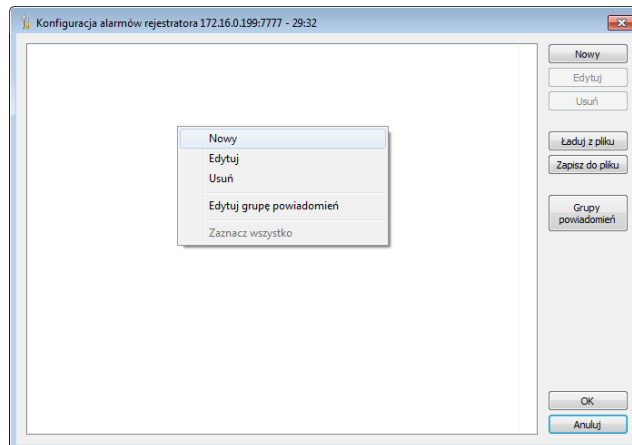 Konfiguracja alarmów rejestratora 172.16.0.199:7777 - 29:32
Nowy
Edytuj
Usuń
Edytuj grupę powiadomień
Zaznacz wszystko
Nowy
Edytuj
Usuń
Ładuj z pliku
Zapisz do pliku
Grupy
powiadomień
OK
Anuluj